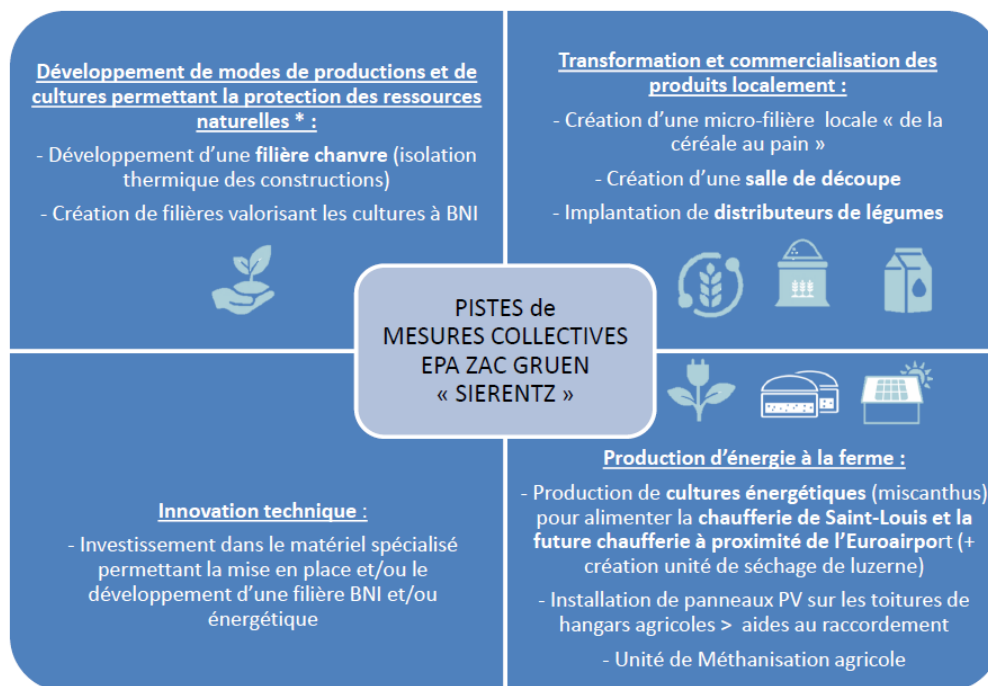 Développement de modes de productions et de
cultures permettant la protection des ressources
naturelles * :
- Développement d'une filière chanvre (isolation
thermique des constructions)
- Création de filières valorisant les cultures à BNI
Transformation et commercialisation des
produits localement :
- Création d'une micro-filière locale « de la
céréale au pain »
- Création d'une salle de découpe
- Implantation de distributeurs de légumes
PISTES de
MESURES COLLECTIVES
EPA ZAC GRUEN
« SIERENTZ »
Innovation technique :
- Investissement dans le matériel spécialisé
permettant la mise en place et/ou le
développement d'une filière BNI et/ou
énergétique
Production d'énergie à la ferme :
- Production de cultures énergétiques (miscanthus)
pour alimenter la chaufferie de Saint-Louis et la
future chaufferie à proximité de l'Euroairport (+
création unité de séchage de luzerne)
- Installation de panneaux PV sur les toitures de
hangars agricoles > aides au raccordement
- Unité de Méthanisation agricole